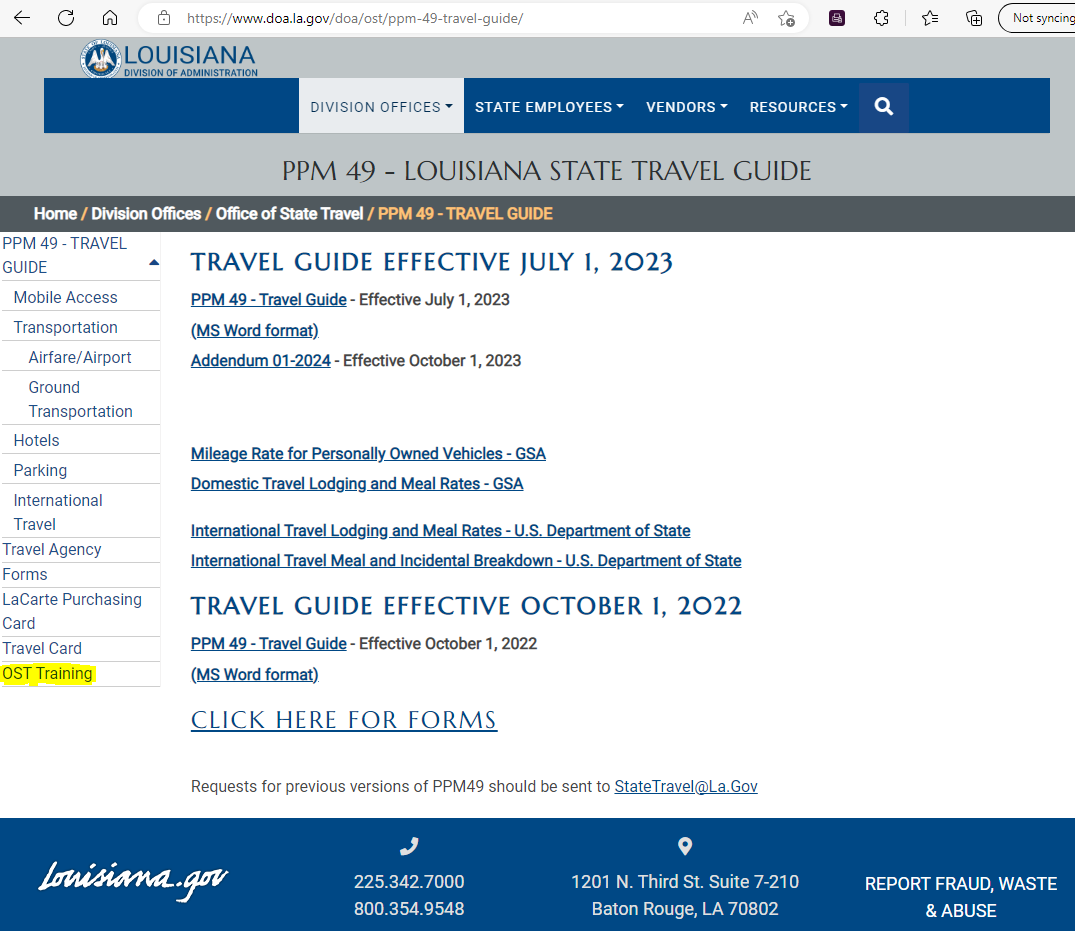 https://www.doa.la.gov/doa/ost/ppm-49-travel-guide/
Not syncing
LOUISIANA
DIVISION OF ADMINISTRATION
DIVISION OFFICES STATE EMPLOYEES VENDORS RESOURCES
PPM 49 - LOUISIANA STATE TRAVEL GUIDE
Home / Division Offices / Office of State Travel / PPM 49 - TRAVEL GUIDE
PPM 49 - TRAVEL
GUIDE
Mobile Access
Transportation
Airfare/Airport
Ground
Transportation
Hotels
Parking
International
Travel
Travel Agency
Forms
LaCarte Purchasing
Card
Travel Card
OST Training
TRAVEL GUIDE EFFECTIVE JULY 1, 2023
PPM 49 - Travel Guide - Effective July 1, 2023
(MS Word format)
Addendum 01-2024 - Effective October 1, 2023
Mileage Rate for Personally Owned Vehicles - GSA
Domestic Travel Lodging and Meal Rates - GSA
International Travel Lodging and Meal Rates - U.S. Department of State
International Travel Meal and Incidental Breakdown - U.S. Department of State
TRAVEL GUIDE EFFECTIVE OCTOBER 1, 2022
PPM 49 - Travel Guide - Effective October 1, 2022
(MS Word format)
CLICK HERE FOR FORMS
Requests for previous versions of PPM49 should be sent to StateTravel@La.Gov
Louisiana.gov
225.342.7000
800.354.9548
1201 N. Third St. Suite 7-210
Baton Rouge, LA 70802
REPORT FRAUD, WASTE
& ABUSE